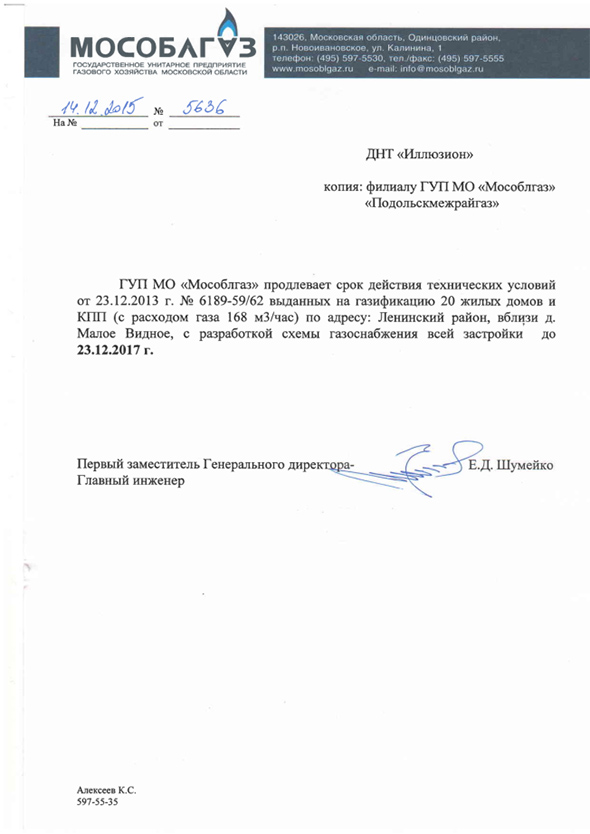 МОСОБЛГАЗ
ГОСУДАРСТВЕННОЕ УНИТАРНОЕ ПРЕДПРИЯТИЕ
ГАЗОВОГО ХОЗЯЙСТВА МОСКОВСКОЙ ОБЛАСТИ
143026, Московская область, Одинцовский район,
р.п. Новоивановское, ул. Калинина, 1
телефон: (495) 597-5530, тел./факс: (495) 597-5555
www.mosoblgaz.ru e-mail: info@mosoblgaz.ru
14.12.2015 № 5636
На № ____________ от ____________
ДНТ «Иллюзион»
копия: филиалу ГУП МО «Мособлгаз»
«Подольскмежрайгаз»
ГУП МО «Мособлгаз» продлевает срок действия технических условий
от 23.12.2013 г. № 6189-59/62 выданных на газификацию 20 жилых домов и
КПП (с расходом газа 168 м3/час) по адресу: Ленинский район, вблизи д.
Малое Видное, с разработкой схемы газоснабжения всей застройки до
23.12.2017 г.
Первый заместитель Генерального директора- Е.Д. Шумейко
Главный инженер
Алексеев К.С.
597-55-35